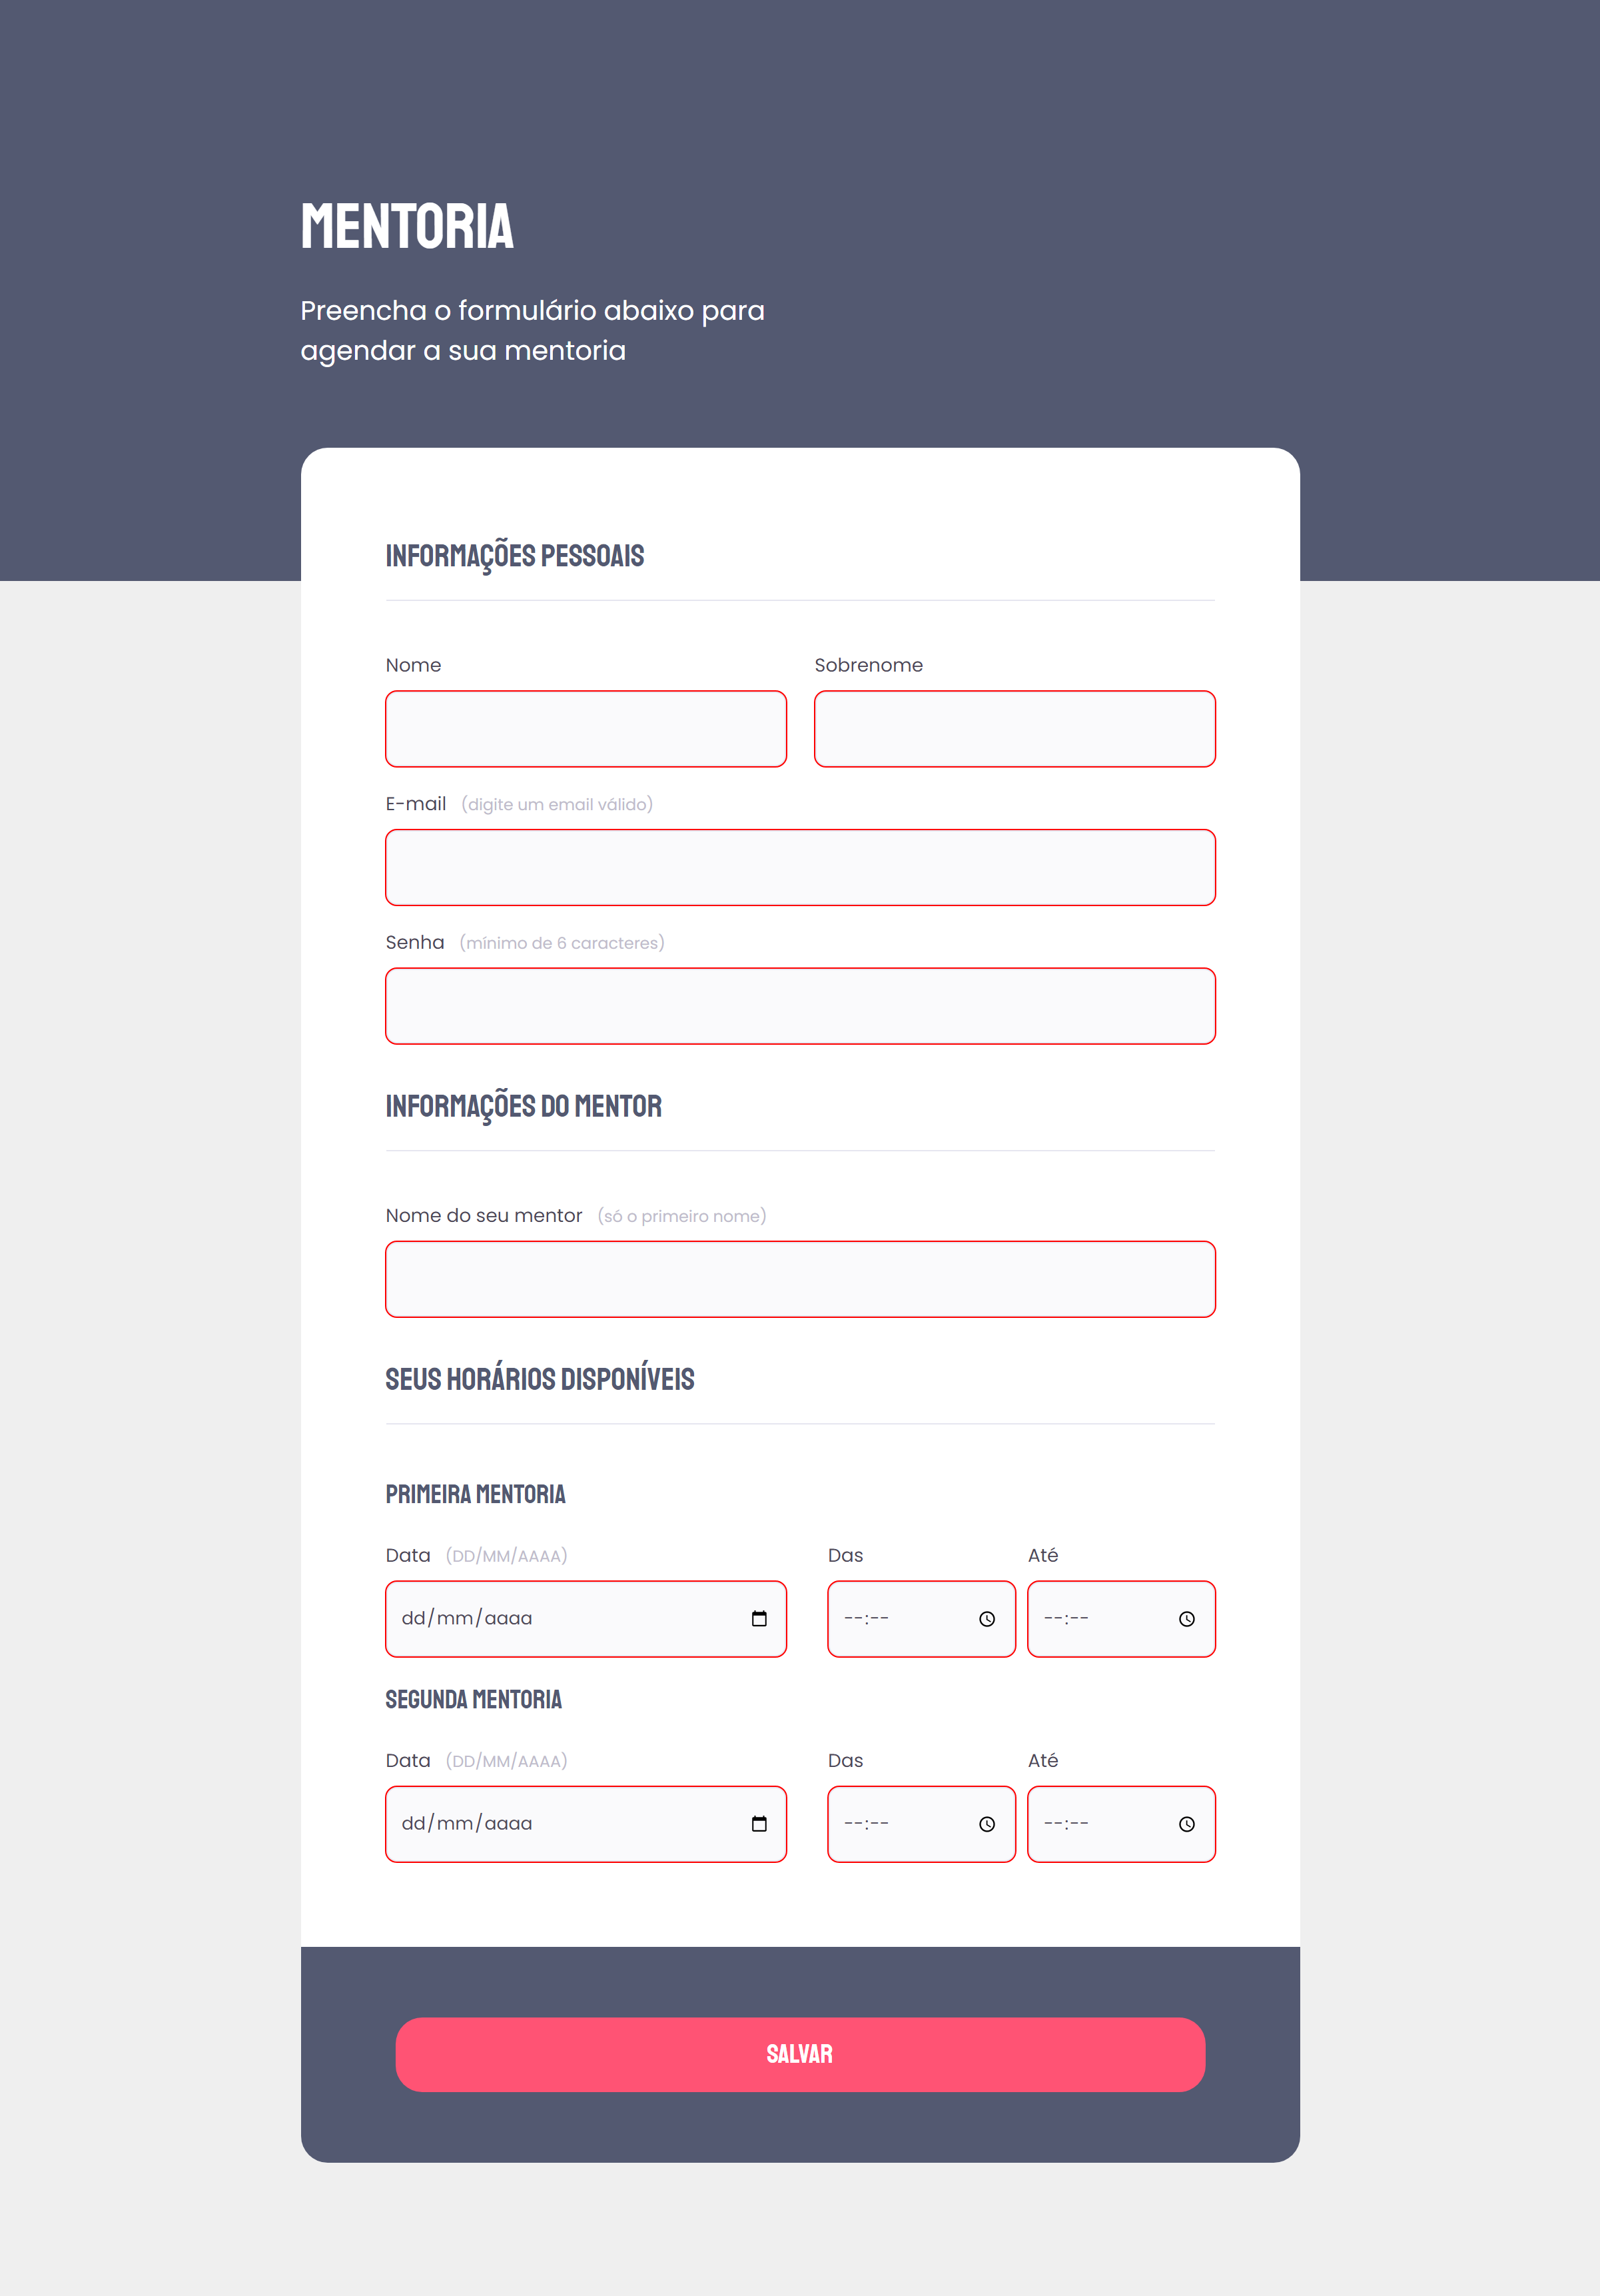 MENTORIA
Preencha o formulário abaixo para
agendar a sua mentoria
INFORMAÇÕES PESSOAIS
Nome Sobrenome
E-mail (digite um email válido)
Senha (mínimo de 6 caracteres)
INFORMAÇÕES DO MENTOR
Nome do seu mentor (só o primeiro nome)
SEUS HORÁRIOS DISPONÍVEIS
PRIMEIRA MENTORIA
Data (DD/MM/AAAA) Das Até
dd/mm/aaaa --:-- --:--
SEGUNDA MENTORIA
Data (DD/MM/AAAA) Das Até
dd/mm/aaaa --:-- --:--
SALVAR